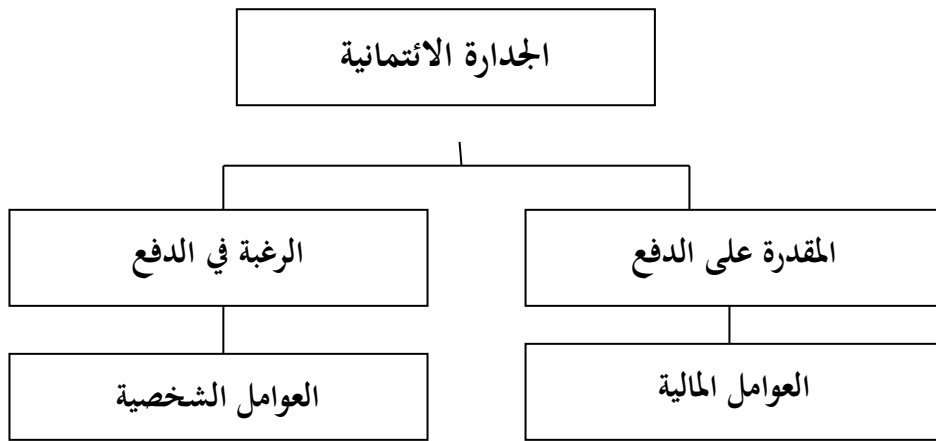 الجدارة الائتمانية
المقدرة على الدفع
الرغبة في الدفع
العوامل المالية
العوامل الشخصية